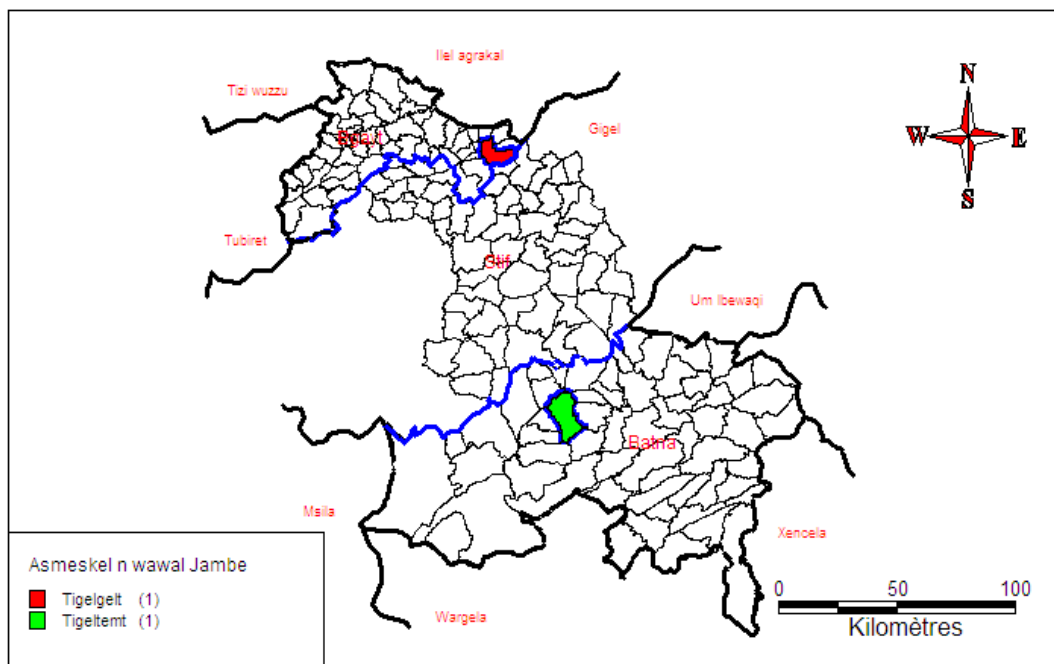 Ilel agrakal
Tizi wuzzu
Gigel
Bgayt
N
W E
S
Tubiret
Stif
Um lbewaqi
Batna
Msila
Xencela
Wargela
Asmeskel n wawal Jambe
Tigelgelt (1)
Tigeltemt (1)
0 50 100
Kilomètres